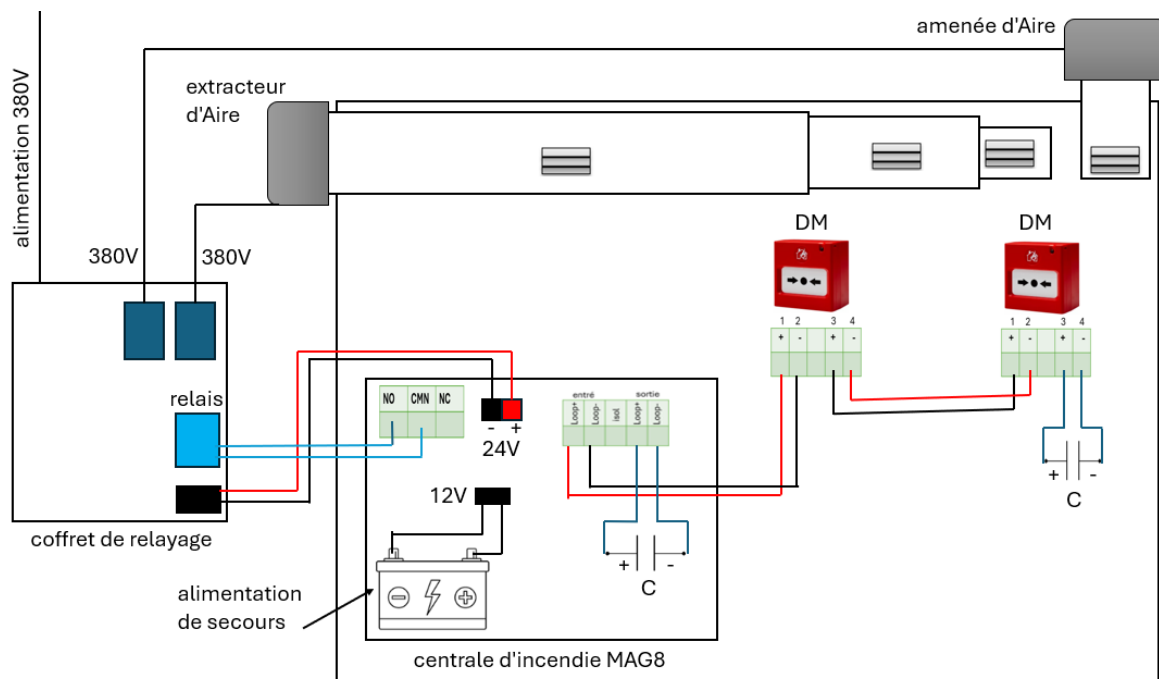 amenée d'Aire
extracteur
d'Aire
alimentation 380V
380V
380V
DM
DM
1 2 3 4
+ - + -
1 2 3 4
+ - + -
relais
NO CMN NC
- +
24V
entré sortie
Loop+ Loop- isol Loop+ Loop-
12V
+ -
C
+ -
C
coffret de relayage
alimentation
de secours
centrale d'incendie MAG8